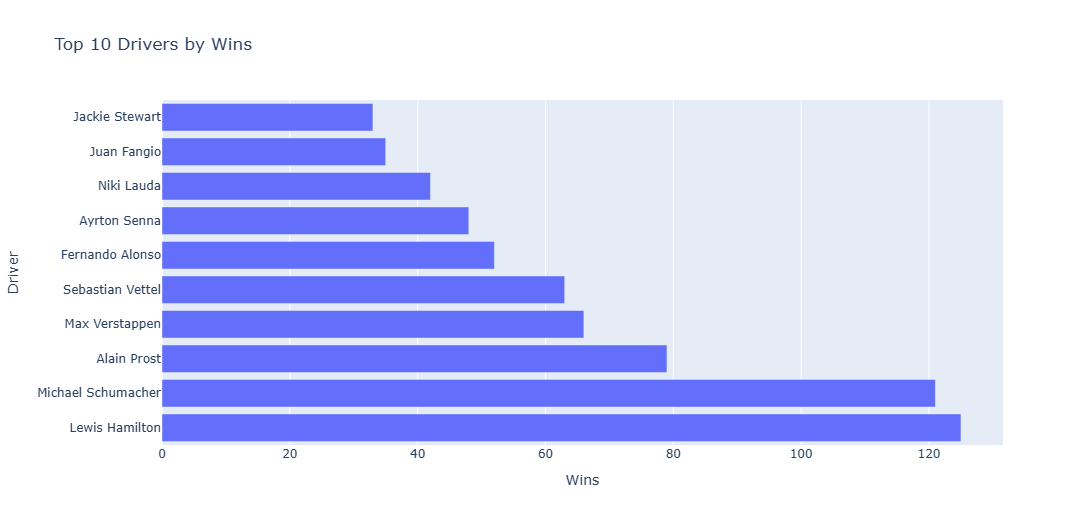 Top 10 Drivers by Wins
Jackie Stewart
Juan Fangio
Niki Lauda
Ayrton Senna
Fernando Alonso
Sebastian Vettel
Max Verstappen
Alain Prost
Michael Schumacher
Lewis Hamilton
Driver
0 20 40 60 80 100 120
Wins